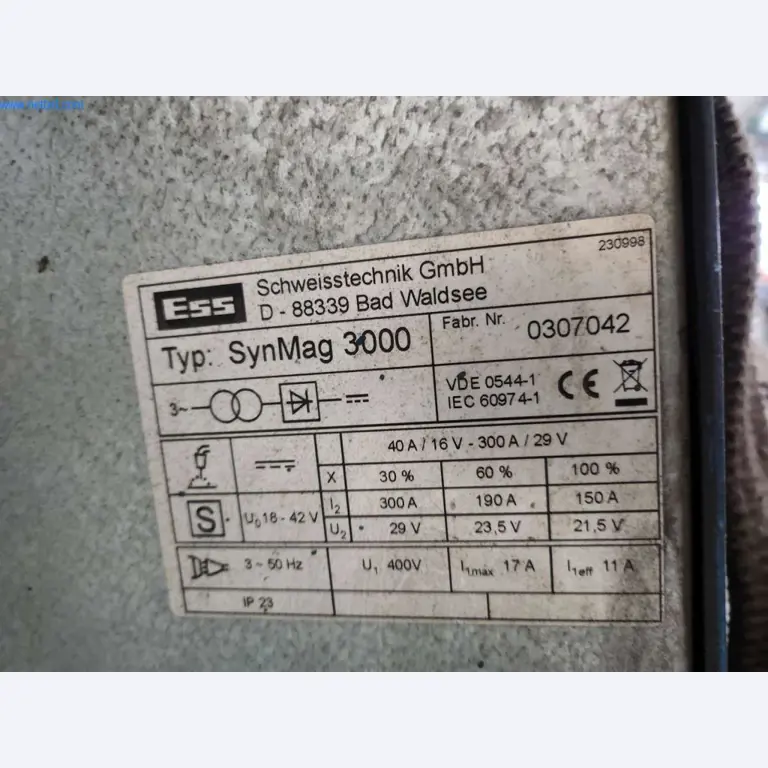 230998
ESS
Schweisstechnik GmbH
D - 88339 Bad Waldsee
Typ: SynMag 3000
Fabr. Nr. 0307042
3~
VDE 0544-1
IEC 60974-1
CE
40 A / 16 V - 300 A / 29 V
X 30 % 60 % 100 %
S U₀ 18 - 42 V
I₂ 300 A 190 A 150 A
U₂ 29 V 23,5 V 21,5 V
3 ~ 50 Hz U₁ 400V I₁max 17 A I₁eff 11 A
IP 23